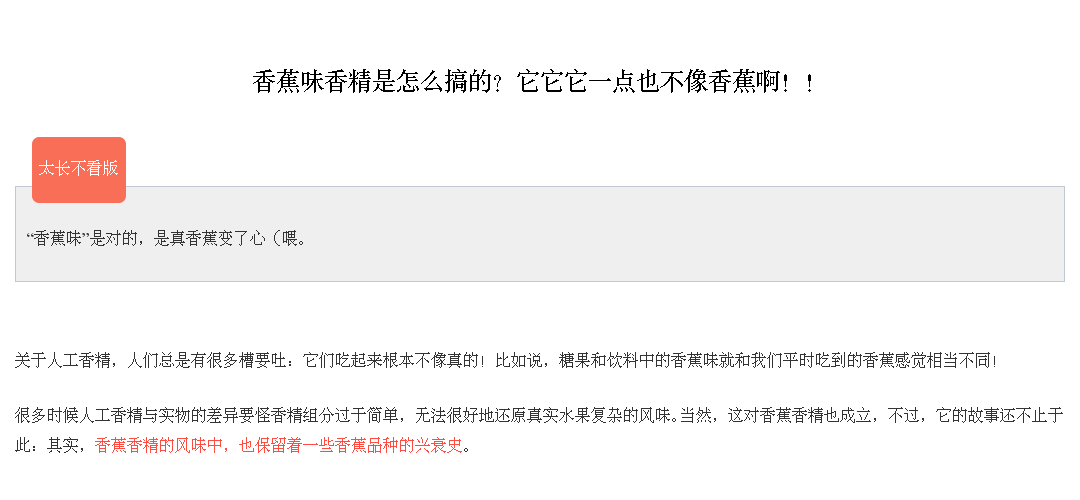 香蕉味香精是怎么搞的？它它它一点也不像香蕉啊！！
太长不看版
“香蕉味”是对的，是真香蕉变了心（喂。
关于人工香精，人们总是有很多槽要吐：它们吃起来根本不像真的！比如说，糖果和饮料中的香蕉味就和我们平时吃到的香蕉感觉相当不同！
很多时候人工香精与实物的差异要怪香精组分过于简单，无法很好地还原真实水果复杂的风味。当然，这对香蕉香精也成立，不过，它的故事还不止于
此：其实，香蕉香精的风味中，也保留着一些香蕉品种的兴衰史。